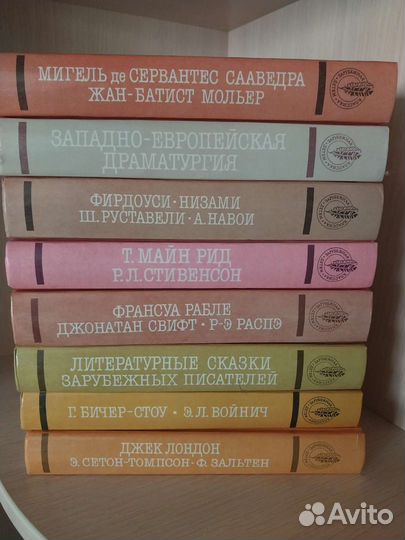 МИГЕЛЬ де СЕРВАНТЕС СААВЕДРА
ЖАН-БАТИСТ МОЛЬЕР
ЗАПАДНО-ЕВРОПЕЙСКАЯ
ДРАМАТУРГИЯ
ФИРДОУСИ · НИЗАМИ
Ш. РУСТАВЕЛИ · А. НАВОИ
Т. МАЙН РИД
Р. Л. СТИВЕНСОН
ФРАНСУА РАБЛЕ
ДЖОНАТАН СВИФТ · Р-Э РАСПЭ
ЛИТЕРАТУРНЫЕ СКАЗКИ
ЗАРУБЕЖНЫХ ПИСАТЕЛЕЙ
Г. БИЧЕР-СТОУ · Э. Л. ВОЙНИЧ
ДЖЕК ЛОНДОН
Э. СЕТОН-ТОМПСОН · Ф. ЗАЛЬТЕН
Avito